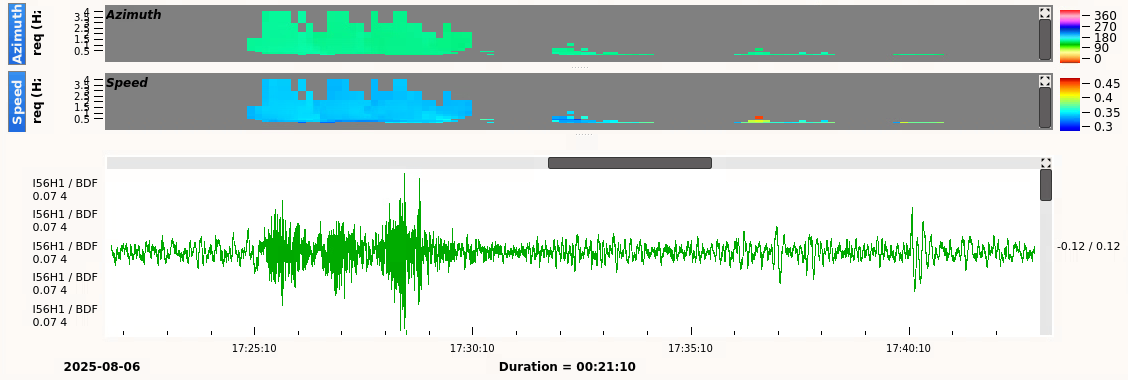 Azimuth
req (H:
4
3.5
2.5
1.5
0.5
Azimuth
360
270
180
90
0
Speed
req (H:
4
3.5
2.5
1.5
0.5
Speed
0.45
0.4
0.35
0.3
I56H1 / BDF
0.07 4
I56H1 / BDF
0.07 4
I56H1 / BDF
0.07 4
I56H1 / BDF
0.07 4
I56H1 / BDF
0.07 4
-0.12 / 0.12
17:25:10
17:30:10
17:35:10
17:40:10
2025-08-06
Duration = 00:21:10